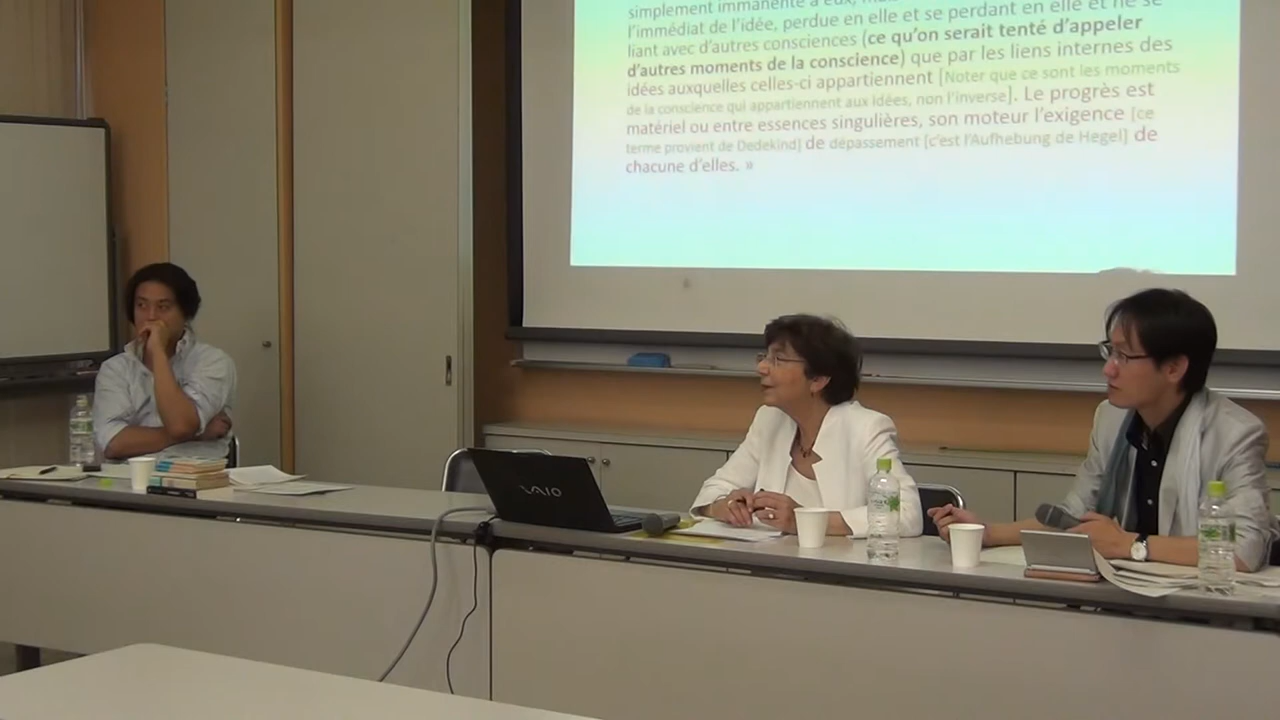 simplement immanente à eux,
l'immédiat de l'idée, perdue en elle et se perdant en elle et ne se
liant avec d'autres consciences (ce qu'on serait tenté d'appeler
d'autres moments de la conscience) que par les liens internes des
idées auxquelles celles-ci appartiennent [Noter que ce sont les moments
de la conscience qui appartiennent aux idées, non l'inverse]. Le progrès est
matériel ou entre essences singulières, son moteur l'exigence [ce
terme provient de Dedekind] de dépassement [c'est l'Aufhebung de Hegel] de
chacune d'elles. »
VAIO